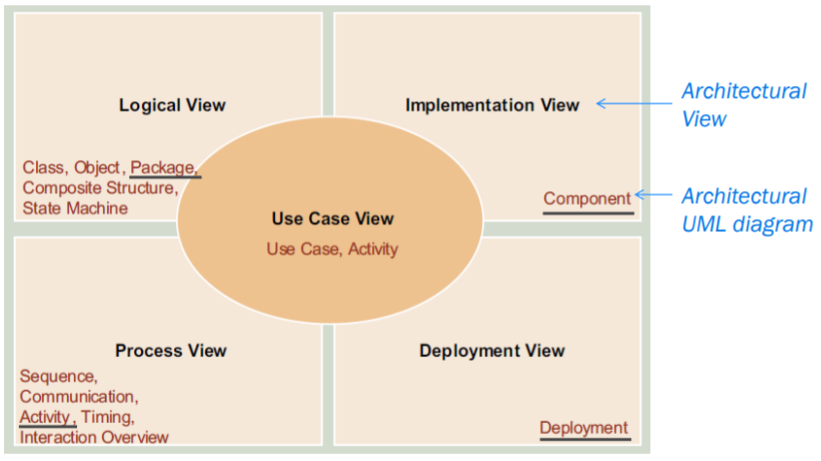 Logical View
Class, Object, Package,
Composite Structure,
State Machine
Implementation View
Architectural
View
Component
Architectural
UML diagram
Use Case View
Use Case, Activity
Process View
Sequence,
Communication,
Activity, Timing,
Interaction Overview
Deployment View
Deployment